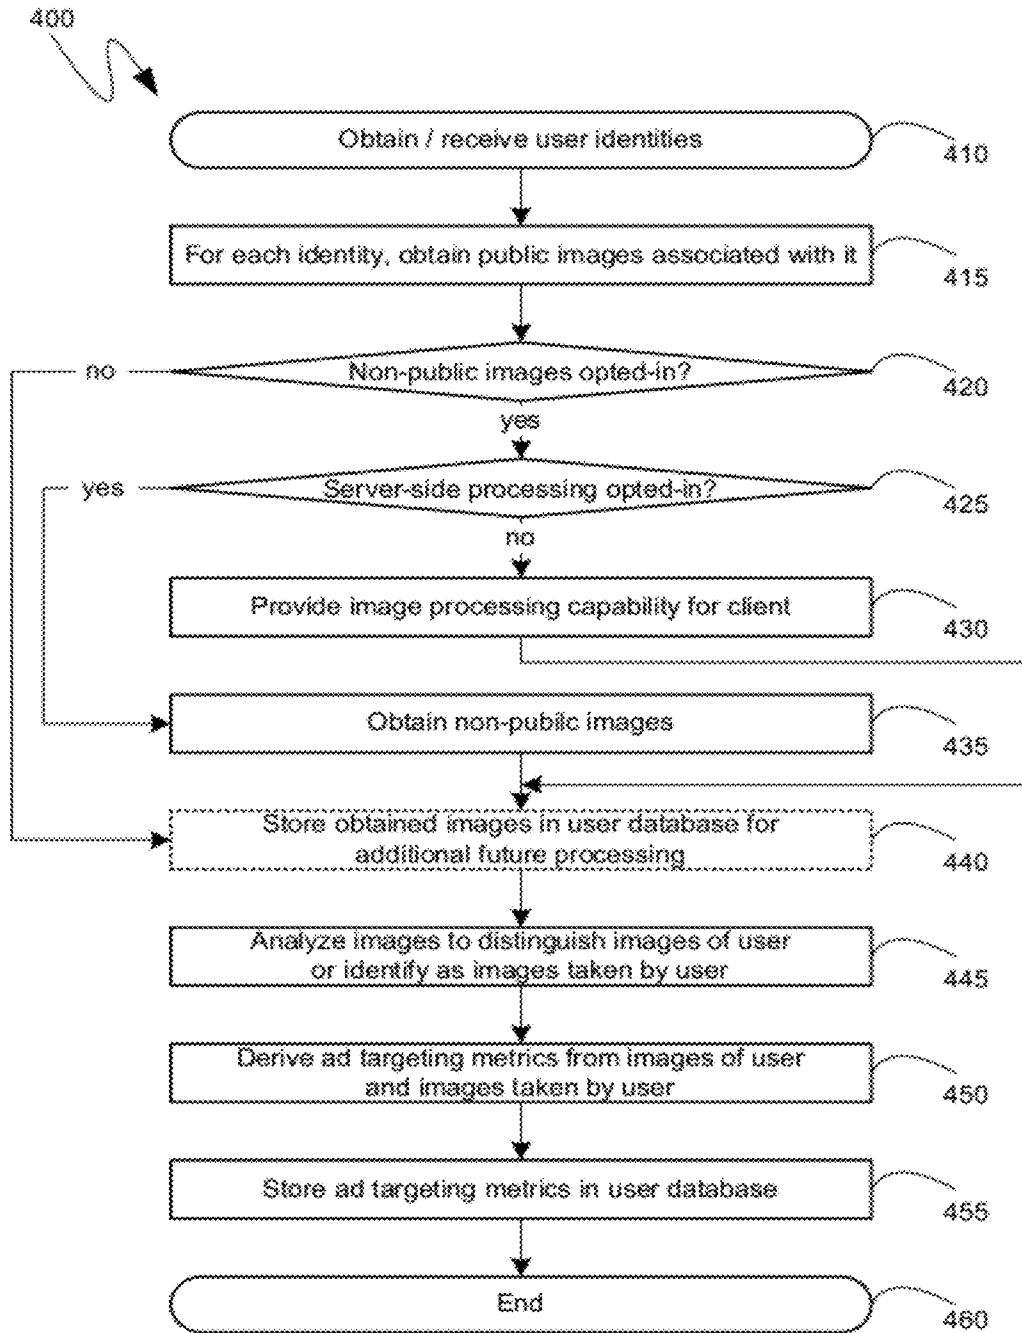 400
Obtain / receive user identities
410
For each identity, obtain public images associated with it
415
no
Non-public images opted-in?
420
yes
yes
Server-side processing opted-in?
425
no
Provide image processing capability for client
430
Obtain non-public images
435
Store obtained images in user database for
additional future processing
440
Analyze images to distinguish images of user
or identify as images taken by user
445
Derive ad targeting metrics from images of user
and images taken by user
450
Store ad targeting metrics in user database
455
End
460